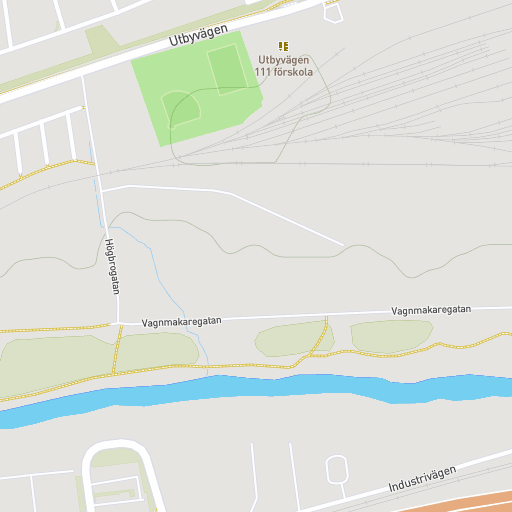 Utbyvägen
Utbyvägen
111 förskola
Högbrogatan
Vagnmakaregatan
Vagnmakaregatan
Industrivägen